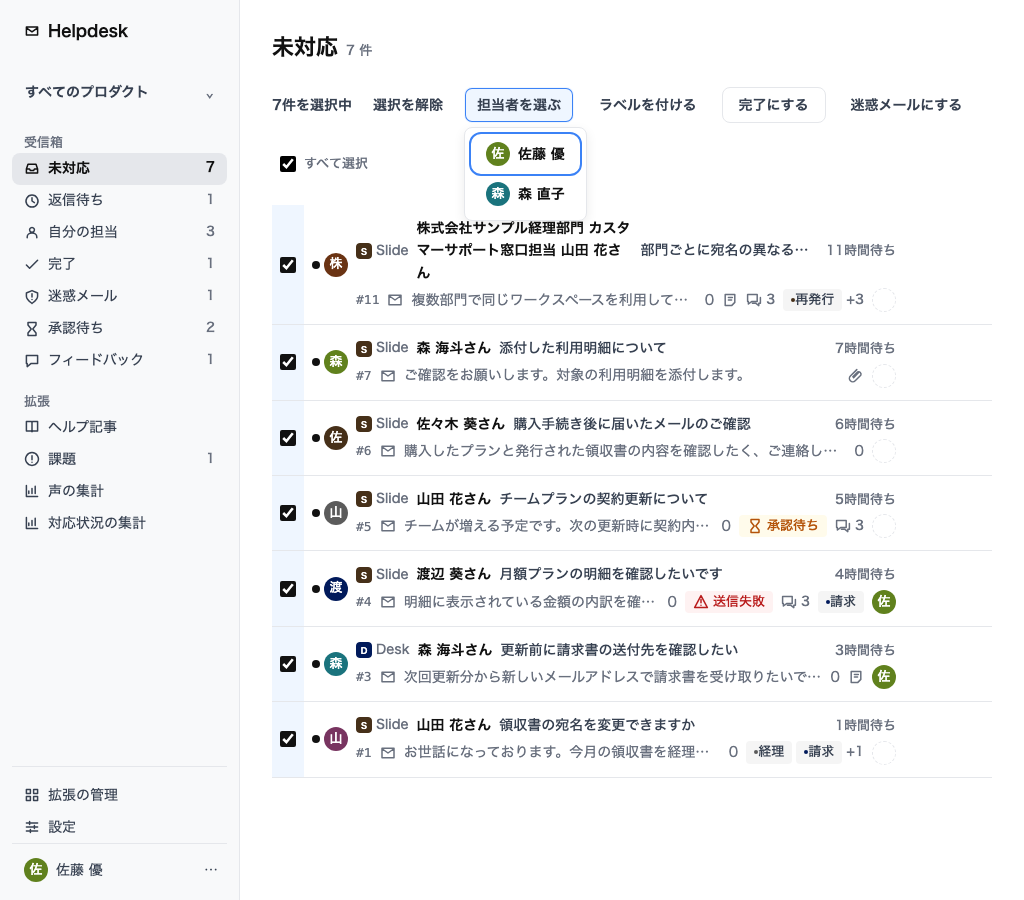 Helpdesk
すべてのプロダクト
受信箱
未対応 7
返信待ち 1
自分の担当 3
完了 1
迷惑メール 1
承認待ち 2
フィードバック 1
拡張
ヘルプ記事
課題 1
声の集計
対応状況の集計
拡張の管理
設定
佐 佐藤 優 …
未対応 7 件
7件を選択中 選択を解除 担当者を選ぶ ラベルを付ける 完了にする 迷惑メールにする
佐 佐藤 優
森 森 直子
すべて選択
株 S Slide 株式会社サンプル経理部門 カスタ
マーサポート窓口担当 山田 花さ
ん
部門ごとに宛名の異なる… 11時間待ち
#11 複数部門で同じワークスペースを利用して… 0 3 •再発行 +3
森 S Slide 森 海斗さん 添付した利用明細について 7時間待ち
#7 ご確認をお願いします。対象の利用明細を添付します。
佐 S Slide 佐々木 葵さん 購入手続き後に届いたメールのご確認 6時間待ち
#6 購入したプランと発行された領収書の内容を確認したく、ご連絡し… 0
山 S Slide 山田 花さん チームプランの契約更新について 5時間待ち
#5 チームが増える予定です。次の更新時に契約内… 0 承認待ち 3
渡 S Slide 渡辺 葵さん 月額プランの明細を確認したいです 4時間待ち
#4 明細に表示されている金額の内訳を確… 0 送信失敗 3 •請求 佐
森 D Desk 森 海斗さん 更新前に請求書の送付先を確認したい 3時間待ち
#3 次回更新分から新しいメールアドレスで請求書を受け取りたいで… 0 佐
山 S Slide 山田 花さん 領収書の宛名を変更できますか 1時間待ち
#1 お世話になっております。今月の領収書を経理… 0 •経理 •請求 +1